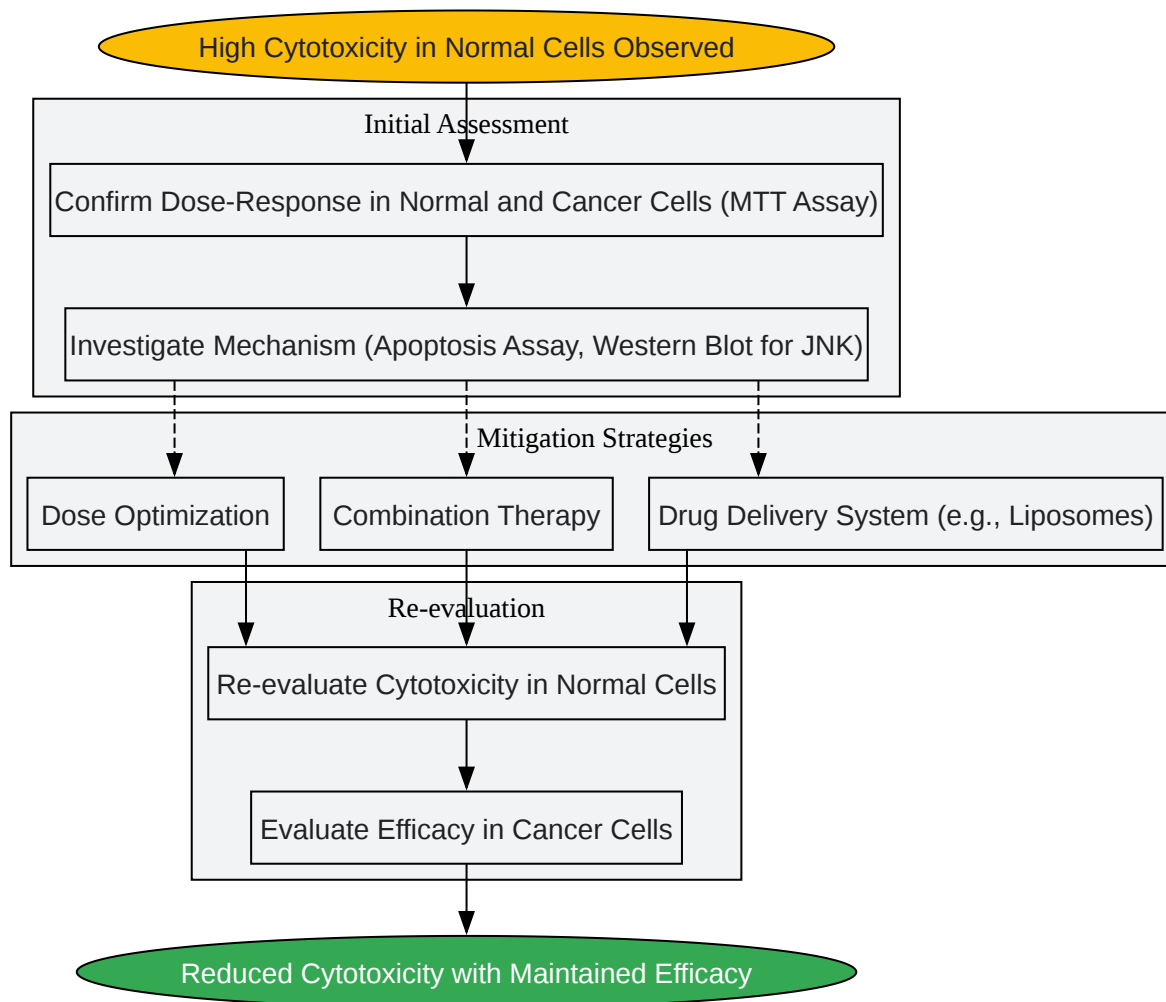 High Cytotoxicity in Normal Cells Observed
Initial Assessment
Confirm Dose-Response in Normal and Cancer Cells (MTT Assay)
Investigate Mechanism (Apoptosis Assay, Western Blot for JNK)
Mitigation Strategies
Dose Optimization
Combination Therapy
Drug Delivery System (e.g., Liposomes)
Re-evaluation
Re-evaluate Cytotoxicity in Normal Cells
Evaluate Efficacy in Cancer Cells
Reduced Cytotoxicity with Maintained Efficacy